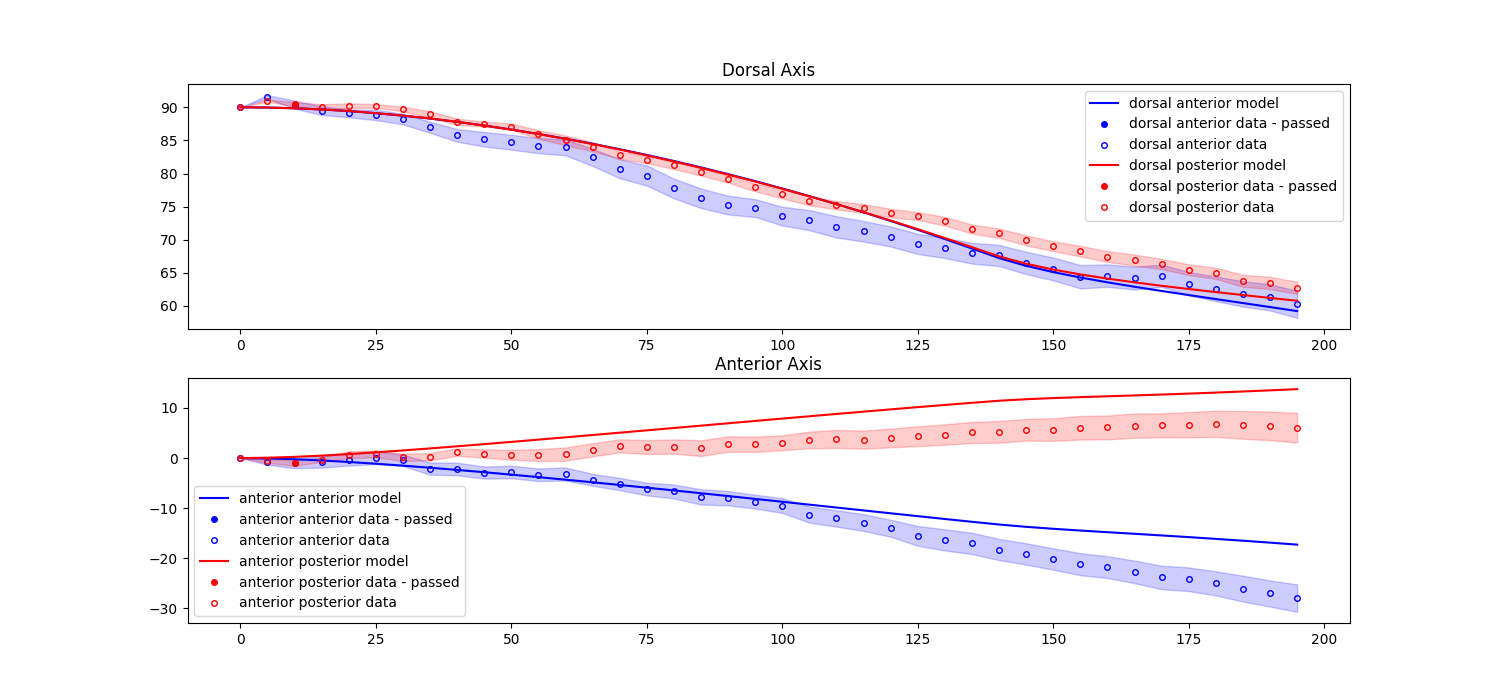 Dorsal Axis
90
85
80
75
70
65
60
dorsal anterior model
dorsal anterior data - passed
dorsal anterior data
dorsal posterior model
dorsal posterior data - passed
dorsal posterior data
0 25 50 75 100 125 150 175 200
Anterior Axis
10
0
−10
−20
−30
anterior anterior model
anterior anterior data - passed
anterior anterior data
anterior posterior model
anterior posterior data - passed
anterior posterior data
0 25 50 75 100 125 150 175 200